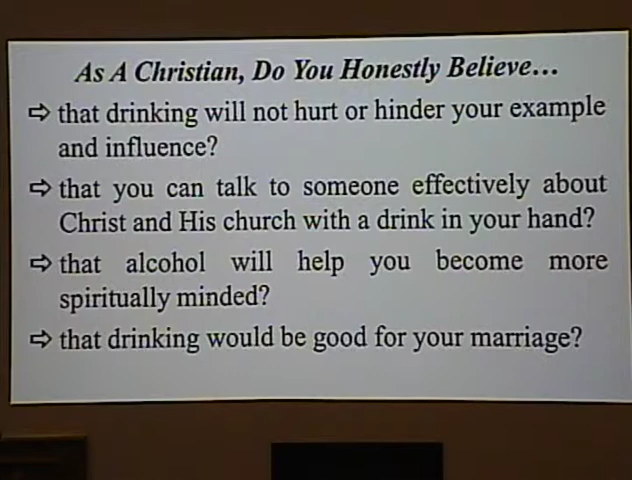 As A Christian, Do You Honestly Believe...
⇨ that drinking will not hurt or hinder your example
and influence?
⇨ that you can talk to someone effectively about
Christ and His church with a drink in your hand?
⇨ that alcohol will help you become more
spiritually minded?
⇨ that drinking would be good for your marriage?